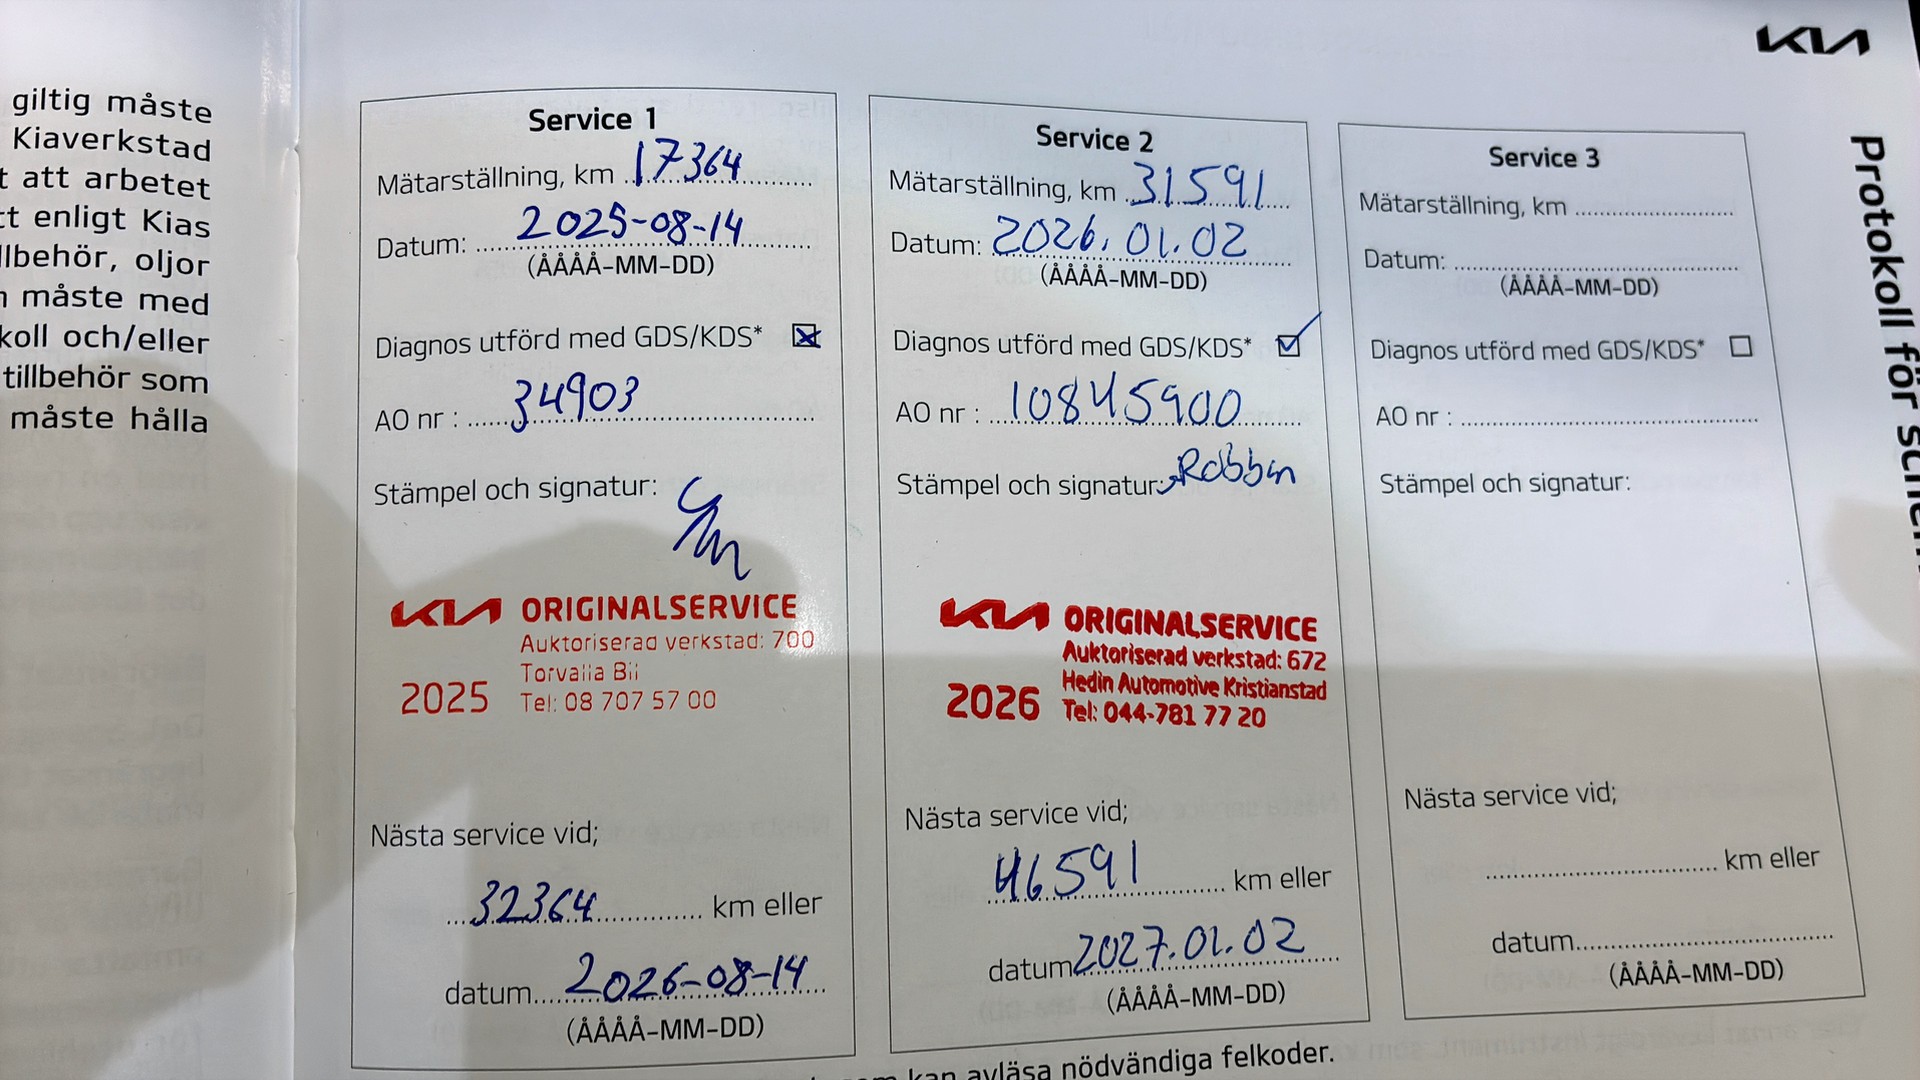 KIA
giltig måste
Kiaverkstad
att arbetet
enligt Kias
oljor
måste med
och/eller
tillbehör som
måste hålla
Service 1
Mätarställning, km 17364
Datum: 2025-08-14
(ÅÅÅÅ-MM-DD)
Diagnos utförd med GDS/KDS*
AO nr : 34903
Stämpel och signatur:
KIA ORIGINALSERVICE
Auktoriserad verkstad: 700
Torvalla Bil
2025 Tel: 08 707 57 00
Nästa service vid;
32364 km eller
datum 2026-08-14
(ÅÅÅÅ-MM-DD)
Service 2
Mätarställning, km 31591
Datum: 2026.01.02
(ÅÅÅÅ-MM-DD)
Diagnos utförd med GDS/KDS*
AO nr : 10845900
Stämpel och signatur: Robbin
KIA ORIGINALSERVICE
Auktoriserad verkstad: 672
Hedin Automotive Kristianstad
2026 Tel: 044-781 77 20
Nästa service vid;
46591 km eller
datum 2027.01.02
(ÅÅÅÅ-MM-DD)
Service 3
Mätarställning, km
Datum:
(ÅÅÅÅ-MM-DD)
Diagnos utförd med GDS/KDS*
AO nr :
Stämpel och signatur:
Nästa service vid;
km eller
datum
(ÅÅÅÅ-MM-DD)
Protokoll för
kan avläsa nödvändiga felkoder.